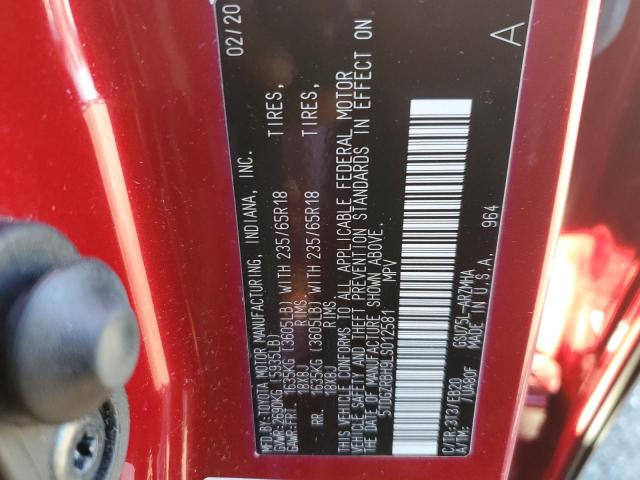 MFD.BY:TOYOTA MOTOR MANUFACTURING, INDIANA, INC. 02/20
GVWR:2690KG (5935LB)
GAWR-FRT. 1635KG (3605LB) WITH 235/65R18 TIRES,
18X8J RIMS,
RR. 1635KG (3605LB) WITH 235/65R18 TIRES,
18X8J RIMS.
THIS VEHICLE CONFORMS TO ALL APPLICABLE FEDERAL MOTOR
VEHICLE SAFETY AND THEFT PREVENTION STANDARDS IN EFFECT ON
THE DATE OF MANUFACTURE SHOWN ABOVE.
MPV
C/TR:3T3/EB20 GSU75L-ARZMHA 964 A
A/TM: MADE IN U.S.A.